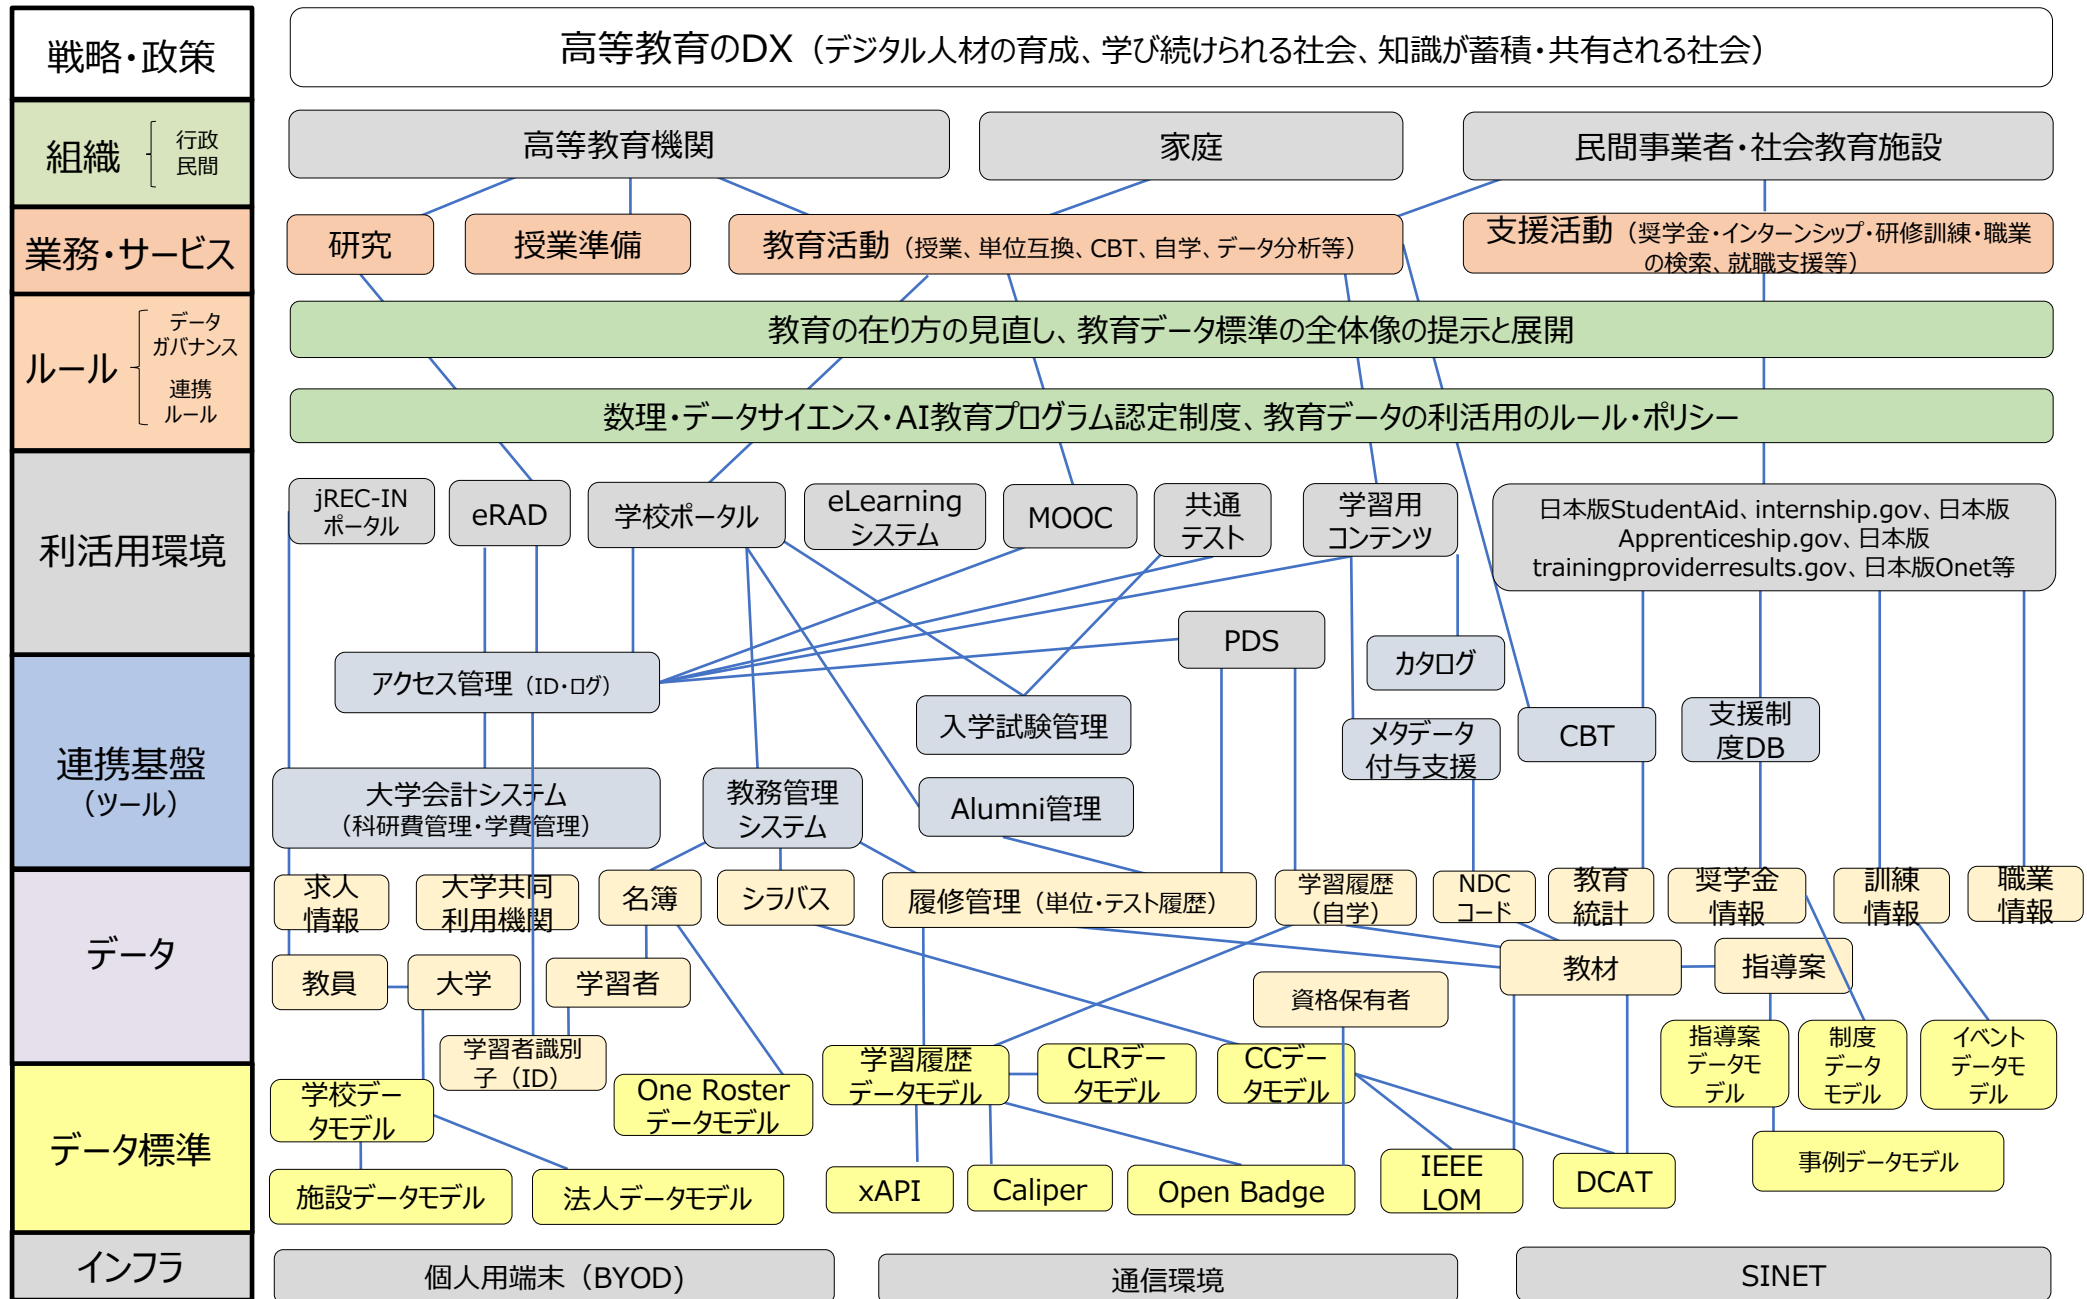 戦略・政策
高等教育のDX（デジタル人材の育成、学び続けられる社会、知識が蓄積・共有される社会）
組織
行政
民間
高等教育機関
家庭
民間事業者・社会教育施設
業務・サービス
研究
授業準備
教育活動（授業、単位互換、CBT、自学、データ分析等）
支援活動（奨学金・インターンシップ・研修訓練・職業
の検索、就職支援等）
ルール
データ
ガバナンス
連携
ルール
教育の在り方の見直し、教育データ標準の全体像の提示と展開
数理・データサイエンス・AI教育プログラム認定制度、教育データの利活用のルール・ポリシー
利活用環境
jREC-IN
ポータル
eRAD
学校ポータル
eLearning
システム
MOOC
共通
テスト
学習用
コンテンツ
日本版StudentAid、internship.gov、日本版
Apprenticeship.gov、日本版
trainingproviderresults.gov、日本版Onet等
PDS
連携基盤
（ツール）
アクセス管理（ID・ログ）
カタログ
入学試験管理
メタデータ
付与支援
CBT
支援制
度DB
大学会計システム
（科研費管理・学費管理）
教務管理
システム
Alumni管理
データ
求人
情報
大学共同
利用機関
名簿
シラバス
履修管理（単位・テスト履歴）
学習履歴
（自学）
NDC
コード
教育
統計
奨学金
情報
訓練
情報
職業
情報
教員
大学
学習者
教材
指導案
資格保有者
学習者識別
子（ID）
データ標準
学校デー
タモデル
One Roster
データモデル
学習履歴
データモデル
CLRデー
タモデル
CCデー
タモデル
指導案
データモ
デル
制度
データ
モデル
イベント
データモ
デル
施設データモデル
法人データモデル
xAPI
Caliper
Open Badge
IEEE
LOM
DCAT
事例データモデル
インフラ
個人用端末（BYOD)
通信環境
SINET